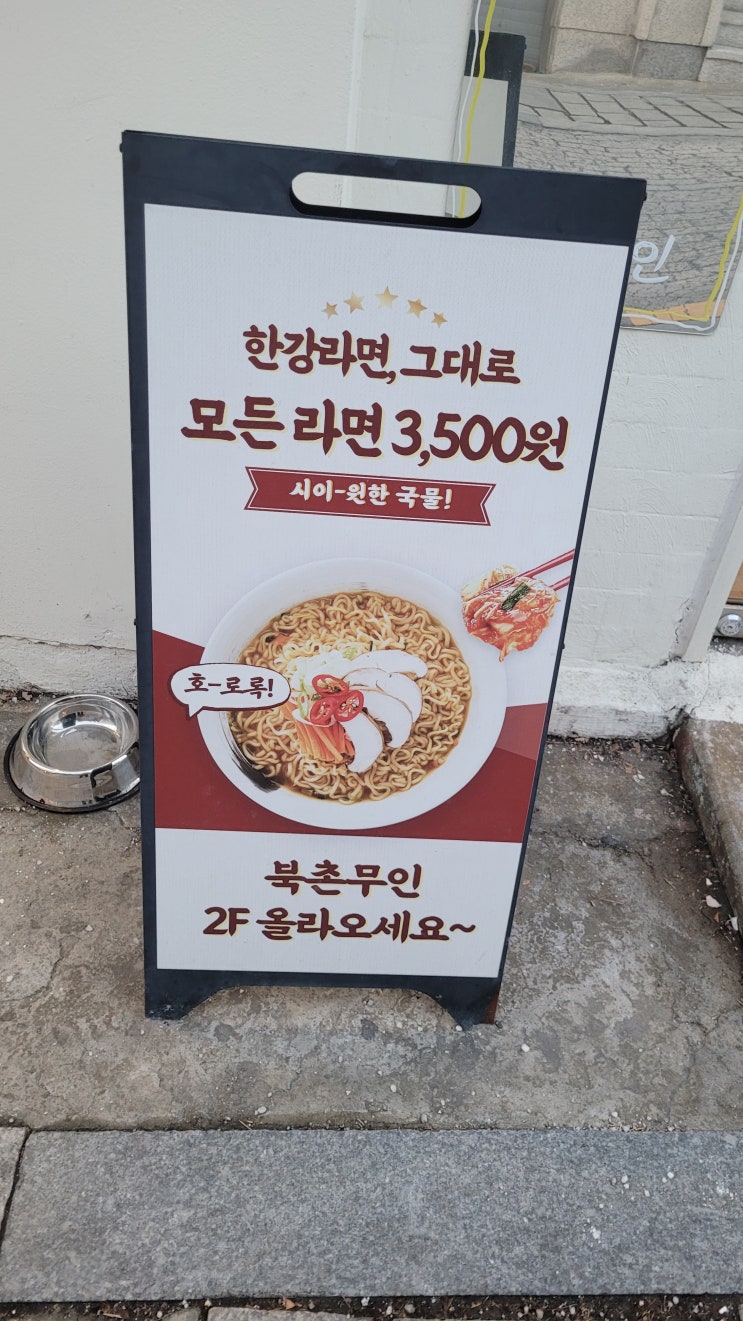 한강라면, 그대로
모든 라면 3,500원
시이-원한 국물!
호-로록!
북촌무인
2F 올라오세요~
인